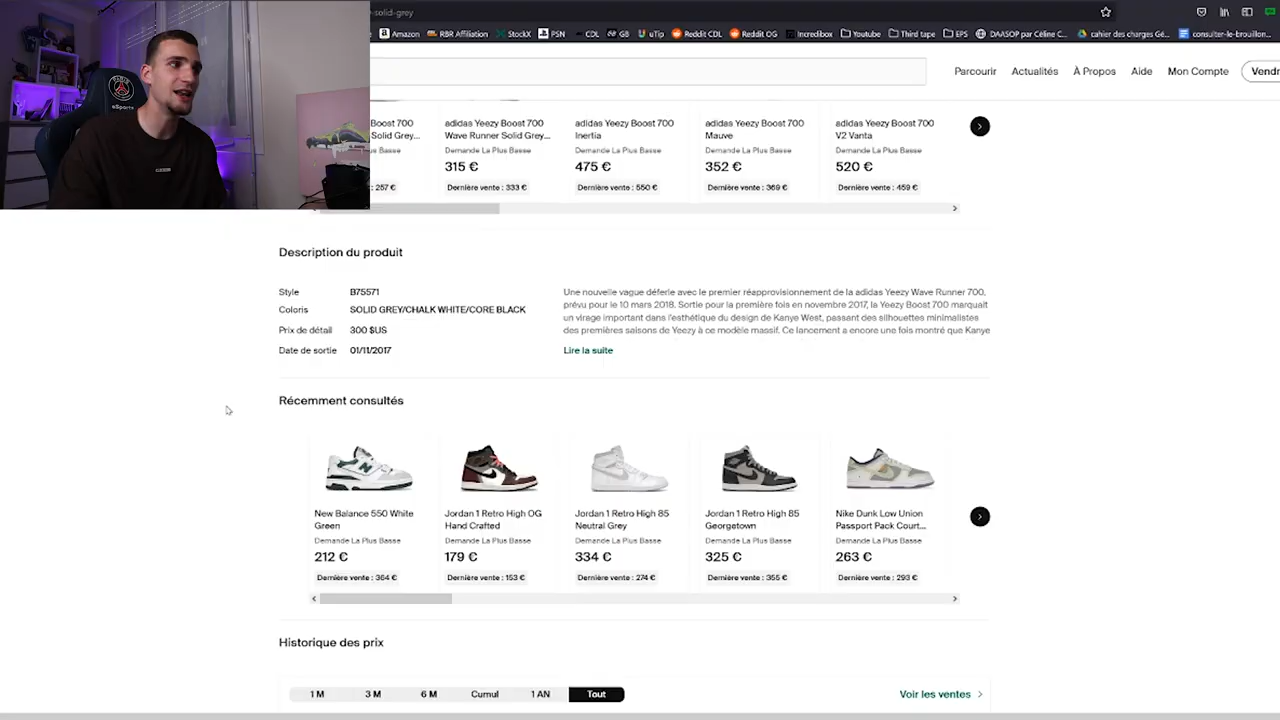 -solid-grey
Amazon RBR Affiliation StockX PSN CDL GB uTip Reddit CDL Reddit OG Incredibox Youtube Third tape EPS DAASOP par Céline C... cahier des charges Gé... consulter-le-brouillon...
Parcourir Actualités À Propos Aide Mon Compte Vendr
Boost 700 Solid Grey...
us Basse
: 257 €
adidas Yeezy Boost 700
Wave Runner Solid Grey...
Demande La Plus Basse
315 €
Dernière vente : 333 €
adidas Yeezy Boost 700
Inertia
Demande La Plus Basse
475 €
Dernière vente : 550 €
adidas Yeezy Boost 700
Mauve
Demande La Plus Basse
352 €
Dernière vente : 369 €
adidas Yeezy Boost 700
V2 Vanta
Demande La Plus Basse
520 €
Dernière vente : 459 €
Description du produit
Style B75571
Coloris SOLID GREY/CHALK WHITE/CORE BLACK
Prix de détail 300 $US
Date de sortie 01/11/2017
Une nouvelle vague déferle avec le premier réapprovisionnement de la adidas Yeezy Wave Runner 700,
prévu pour le 10 mars 2018. Sortie pour la première fois en novembre 2017, la Yeezy Boost 700 marquait
un virage important dans l'esthétique du design de Kanye West, passant des silhouettes minimalistes
des premières saisons de Yeezy à ce modèle massif. Ce lancement a encore une fois montré que Kanye
Lire la suite
Récemment consultés
New Balance 550 White
Green
Demande La Plus Basse
212 €
Dernière vente : 364 €
Jordan 1 Retro High OG
Hand Crafted
Demande La Plus Basse
179 €
Dernière vente : 153 €
Jordan 1 Retro High 85
Neutral Grey
Demande La Plus Basse
334 €
Dernière vente : 274 €
Jordan 1 Retro High 85
Georgetown
Demande La Plus Basse
325 €
Dernière vente : 355 €
Nike Dunk Low Union
Passport Pack Court...
Demande La Plus Basse
263 €
Dernière vente : 293 €
Historique des prix
1 M 3 M 6 M Cumul 1 AN Tout
Voir les ventes